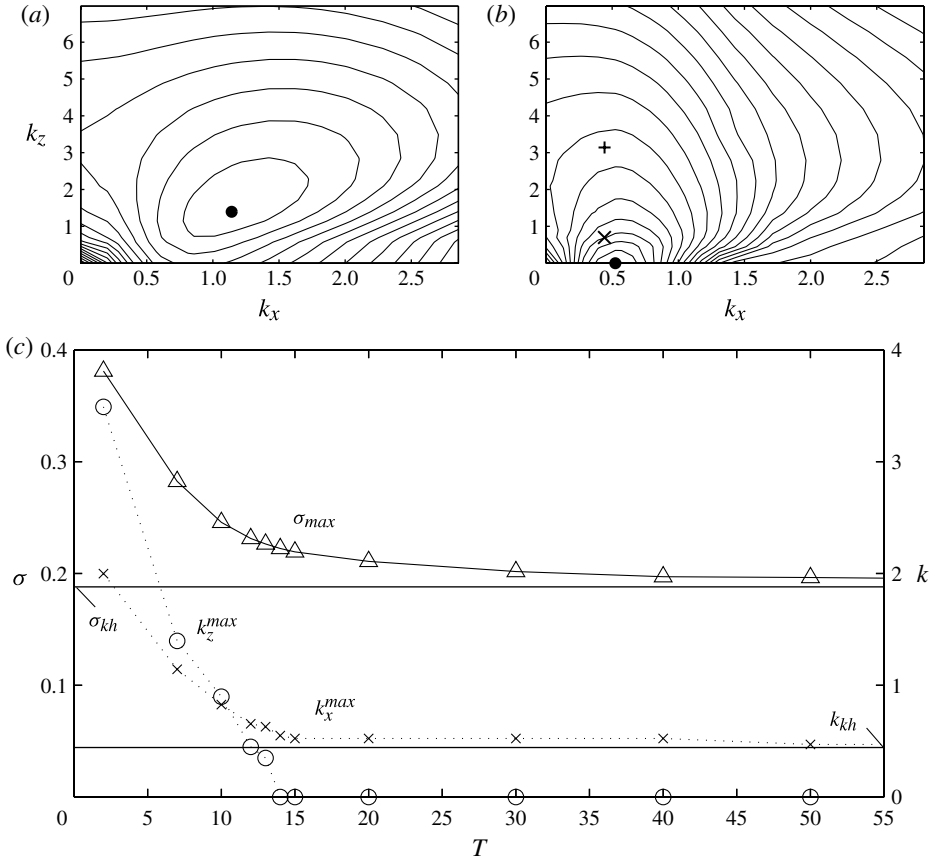 (a) (b)
6 6
5 5
4 4
k_z
3 3
2 2
1 1
0 0.5 1.0 1.5 2.0 2.5 0 0.5 1.0 1.5 2.0 2.5
k_x k_x
(c) 0.4 4
0.3 3
σ_max
σ 0.2 2 k
σ_kh k_z^max
0.1 k_x^max k_kh 1
0 5 10 15 20 25 30 35 40 45 50 55 0
T